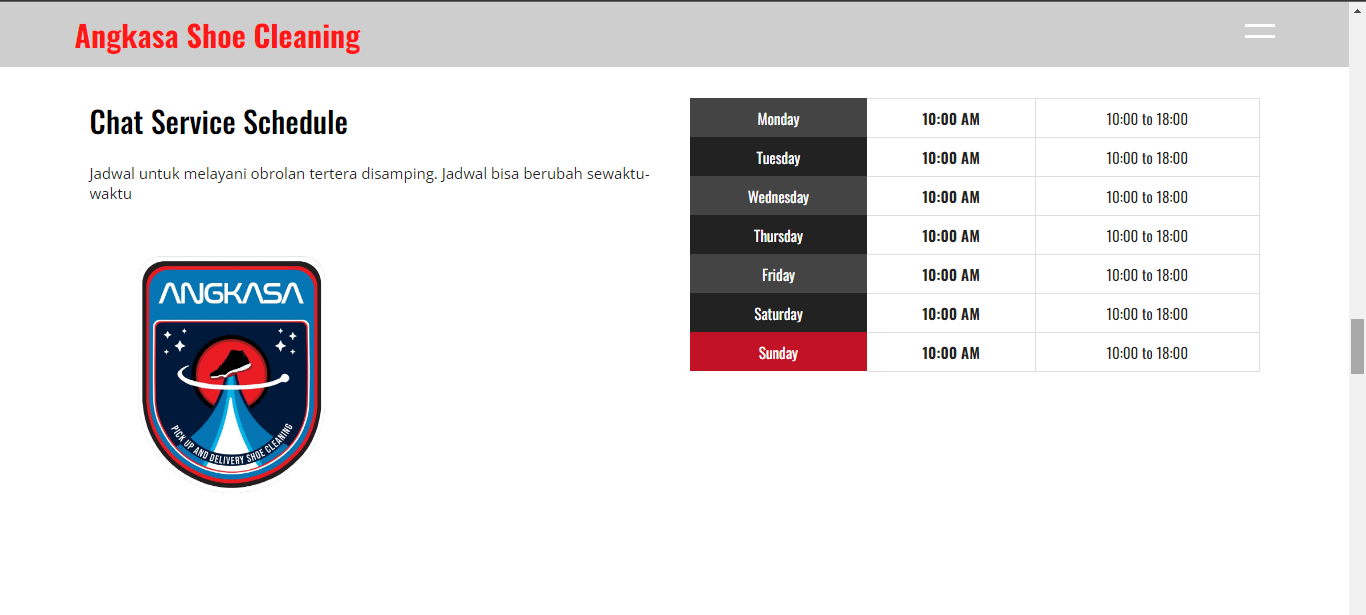 Angkasa Shoe Cleaning
Chat Service Schedule
Jadwal untuk melayani obrolan tertera disamping. Jadwal bisa berubah sewaktu-
waktu
ANGKASA
PICK UP AND DELIVERY SHOE CLEANING
Monday 10:00 AM 10:00 to 18:00
Tuesday 10:00 AM 10:00 to 18:00
Wednesday 10:00 AM 10:00 to 18:00
Thursday 10:00 AM 10:00 to 18:00
Friday 10:00 AM 10:00 to 18:00
Saturday 10:00 AM 10:00 to 18:00
Sunday 10:00 AM 10:00 to 18:00